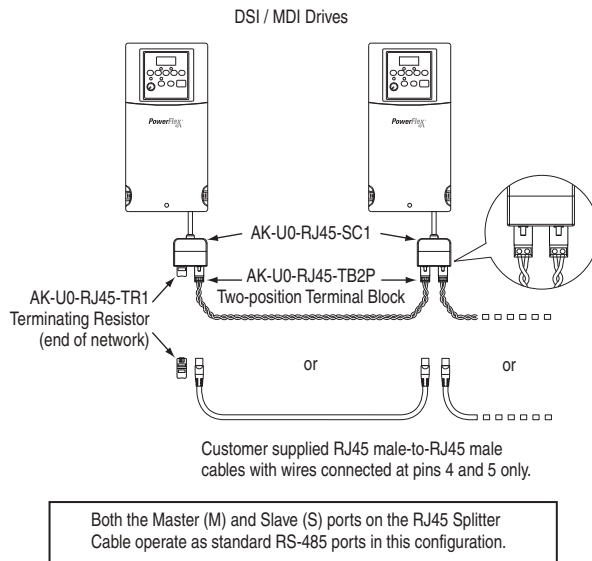 DSI / MDI Drives
PowerFlex
PowerFlex
AK-U0-RJ45-SC1
AK-U0-RJ45-TB2P
Two-position Terminal Block
AK-U0-RJ45-TR1
Terminating Resistor
(end of network)
or
or
Customer supplied RJ45 male-to-RJ45 male
cables with wires connected at pins 4 and 5 only.
Both the Master (M) and Slave (S) ports on the RJ45 Splitter
Cable operate as standard RS-485 ports in this configuration.